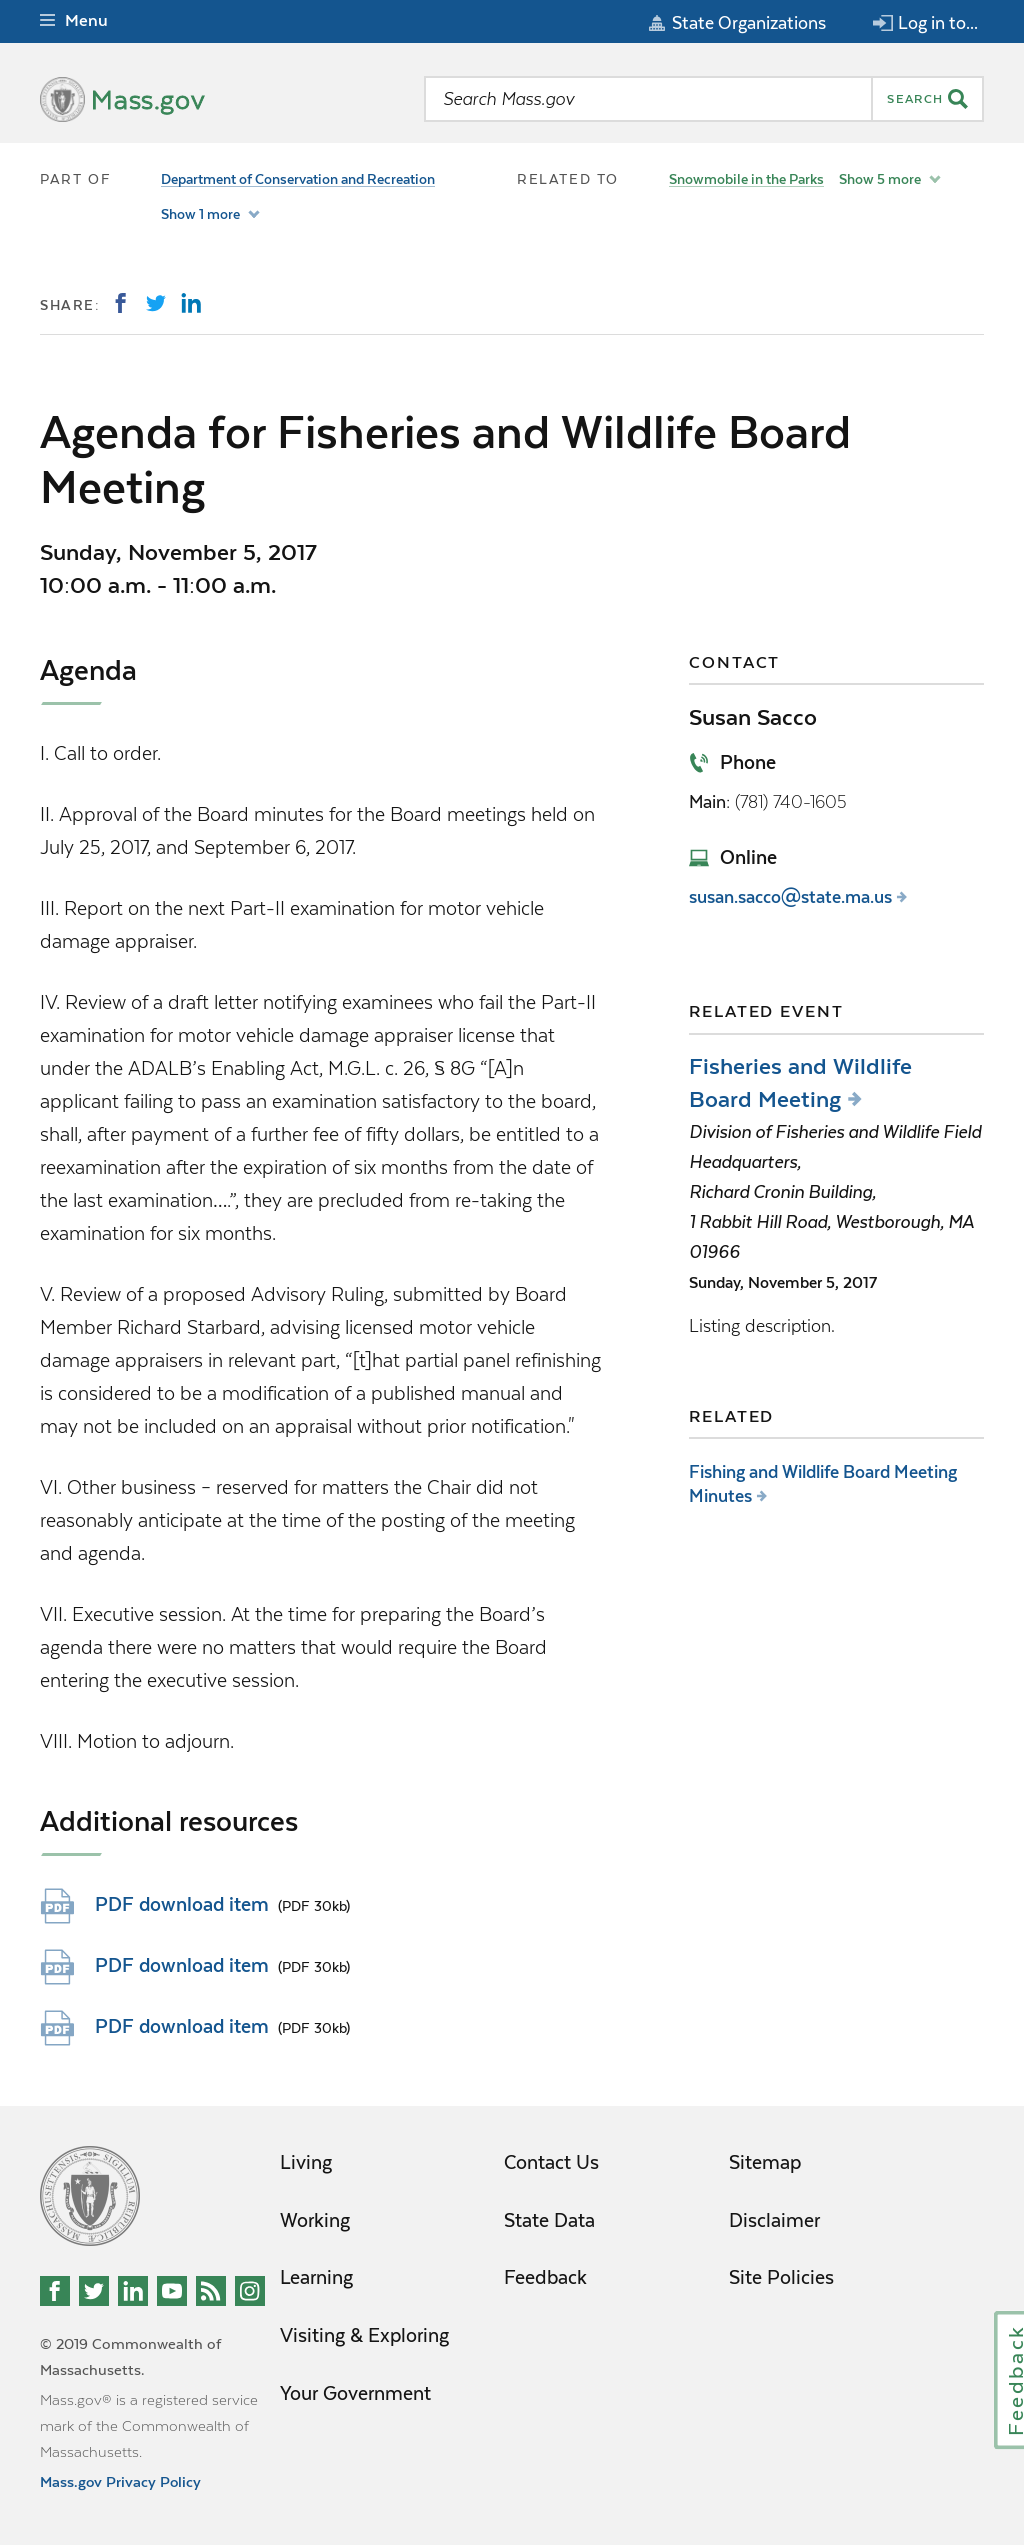 Menu
State Organizations
Log in to...
Mass.gov
Search Mass.gov
SEARCH
PART OF
Department of Conservation and Recreation
Show 1 more
RELATED TO
Snowmobile in the Parks
Show 5 more
SHARE:
Agenda for Fisheries and Wildlife Board
Meeting
Sunday, November 5, 2017
10:00 a.m. - 11:00 a.m.
Agenda
I. Call to order.
II. Approval of the Board minutes for the Board meetings held on
July 25, 2017, and September 6, 2017.
III. Report on the next Part-II examination for motor vehicle
damage appraiser.
IV. Review of a draft letter notifying examinees who fail the Part-II
examination for motor vehicle damage appraiser license that
under the ADALB’s Enabling Act, M.G.L. c. 26, § 8G “[A]n
applicant failing to pass an examination satisfactory to the board,
shall, after payment of a further fee of fifty dollars, be entitled to a
reexamination after the expiration of six months from the date of
the last examination….”, they are precluded from re-taking the
examination for six months.
V. Review of a proposed Advisory Ruling, submitted by Board
Member Richard Starbard, advising licensed motor vehicle
damage appraisers in relevant part, “[t]hat partial panel refinishing
is considered to be a modification of a published manual and
may not be included on an appraisal without prior notification."
VI. Other business – reserved for matters the Chair did not
reasonably anticipate at the time of the posting of the meeting
and agenda.
VII. Executive session. At the time for preparing the Board’s
agenda there were no matters that would require the Board
entering the executive session.
VIII. Motion to adjourn.
Additional resources
PDF
PDF download item (PDF 30kb)
PDF
PDF download item (PDF 30kb)
PDF
PDF download item (PDF 30kb)
CONTACT
Susan Sacco
Phone
Main: (781) 740-1605
Online
susan.sacco@state.ma.us
RELATED EVENT
Fisheries and Wildlife
Board Meeting
Division of Fisheries and Wildlife Field
Headquarters,
Richard Cronin Building,
1 Rabbit Hill Road, Westborough, MA
01966
Sunday, November 5, 2017
Listing description.
RELATED
Fishing and Wildlife Board Meeting
Minutes
SIGILLUM REIPUBLICÆ MASSACHUSETTENSIS
© 2019 Commonwealth of
Massachusetts.
Mass.gov® is a registered service
mark of the Commonwealth of
Massachusetts.
Mass.gov Privacy Policy
Living
Working
Learning
Visiting & Exploring
Your Government
Contact Us
State Data
Feedback
Sitemap
Disclaimer
Site Policies
Feedback